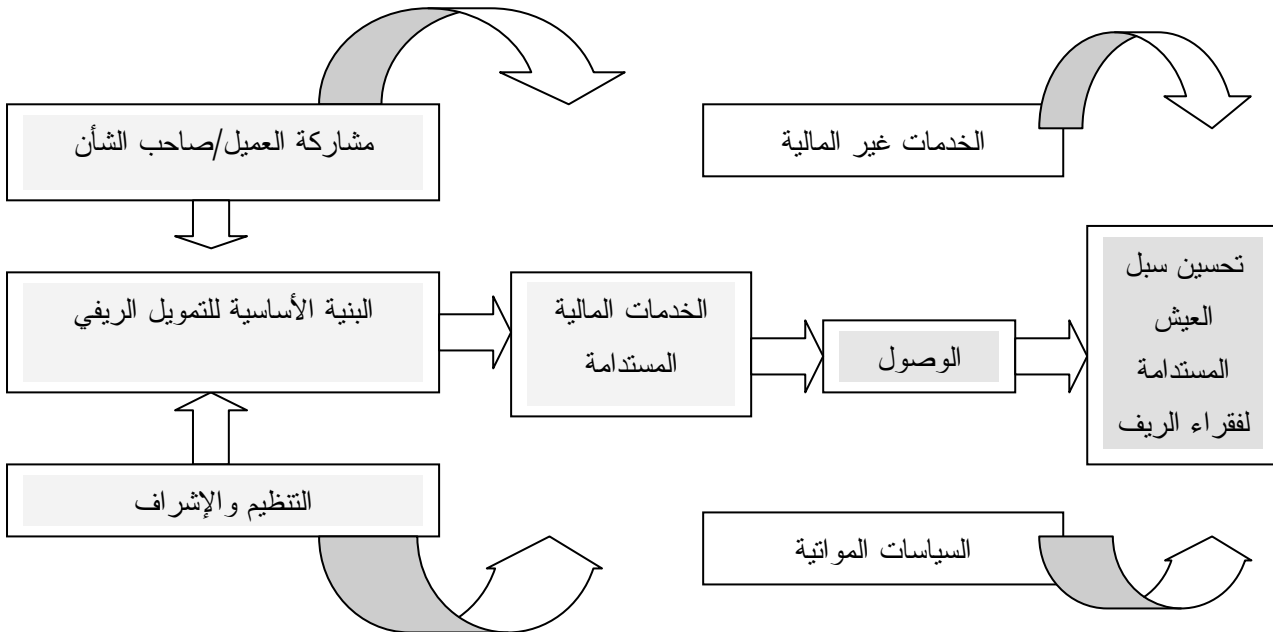 مشاركة العميل/صاحب الشأن
الخدمات غير المالية
البنية الأساسية للتمويل الريفي
الخدمات المالية
المستدامة
الوصول
تحسين سبل
العيش
المستدامة
لفقراء الريف
التنظيم والإشراف
السياسات المواتية